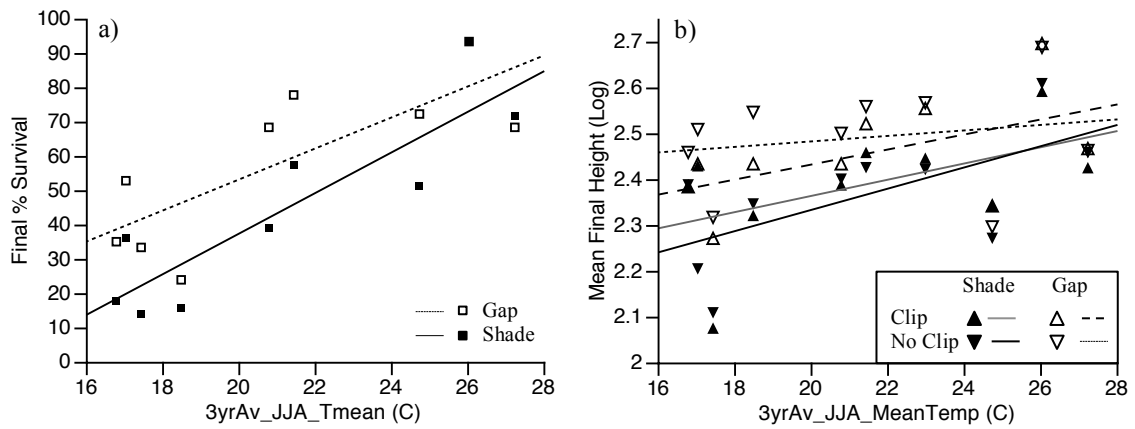 a)
Final % Survival
100
90
80
70
60
50
40
30
20
10
0
Gap
Shade
16 18 20 22 24 26 28
3yrAv_JJA_Tmean (C)
b)
Mean Final Height (Log)
2.7
2.6
2.5
2.4
2.3
2.2
2.1
2
Shade Gap
Clip
No Clip
16 18 20 22 24 26 28
3yrAv_JJA_MeanTemp (C)